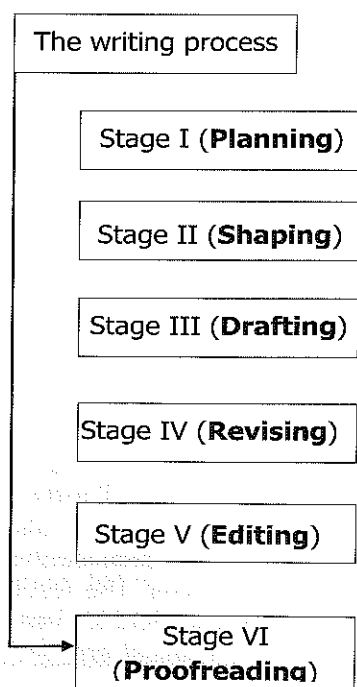 The writing process
Stage I (Planning)
Stage II (Shaping)
Stage III (Drafting)
Stage IV (Revising)
Stage V (Editing)
Stage VI
(Proofreading)